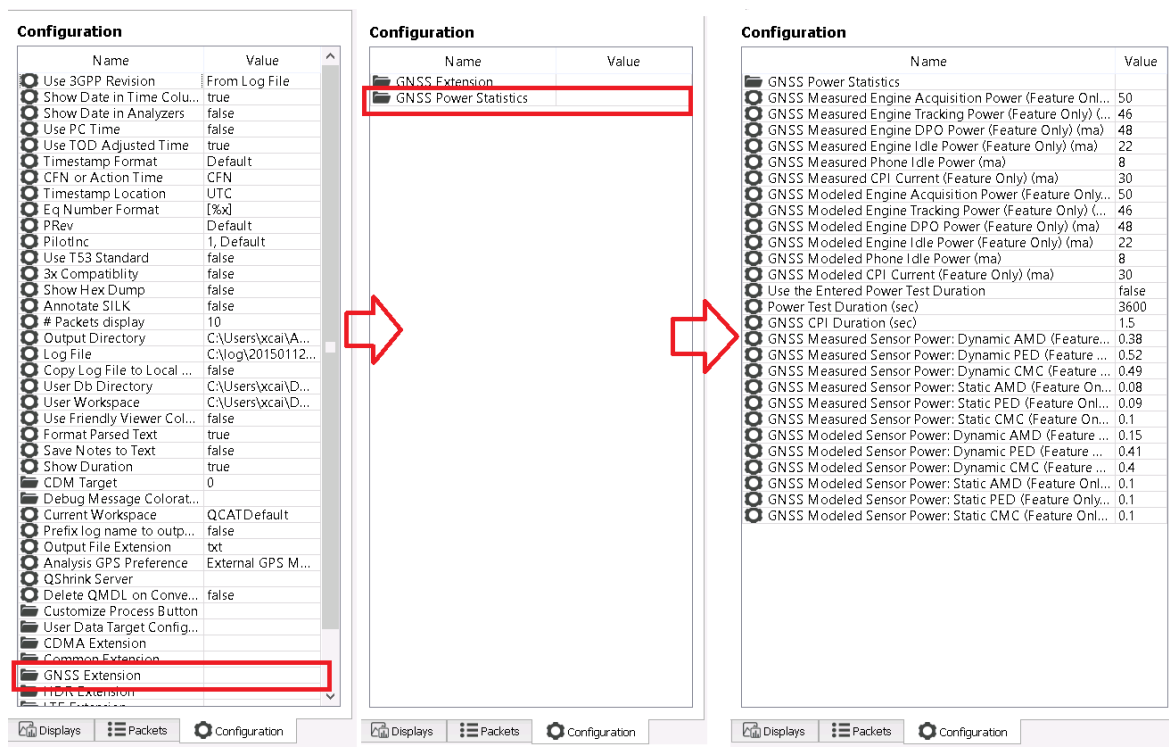 Configuration
Name Value
Use 3GPP Revision From Log File
Show Date in Time Colu... true
Show Date in Analyzers false
Use PC Time false
Use TOD Adjusted Time true
Timestamp Format Default
CFN or Action Time CFN
Timestamp Location UTC
Eq Number Format [%x]
PRev Default
PilotInc 1, Default
Use T53 Standard false
3x Compatiblity false
Show Hex Dump false
Annotate SILK false
# Packets display 10
Output Directory C:\Users\xcai\A...
Log File C:\log\20150112...
Copy Log File to Local ... false
User Db Directory C:\Users\xcai\D...
User Workspace C:\Users\xcai\D...
Use Friendly Viewer Col... false
Format Parsed Text true
Save Notes to Text false
Show Duration true
CDM Target 0
Debug Message Colorat...
Current Workspace QCATDefault
Prefix log name to outp... false
Output File Extension txt
Analysis GPS Preference External GPS M...
QShrink Server
Delete QMDL on Conve... false
Customize Process Button
User Data Target Config...
CDMA Extension
Common Extension
GNSS Extension
HDR Extension
LTE Extension
Displays Packets Configuration
Configuration
Name Value
GNSS Extension
GNSS Power Statistics
Displays Packets Configuration
Configuration
Name Value
GNSS Power Statistics
GNSS Measured Engine Acquisition Power (Feature Onl... 50
GNSS Measured Engine Tracking Power (Feature Only) (... 46
GNSS Measured Engine DPO Power (Feature Only) (ma) 48
GNSS Measured Engine Idle Power (Feature Only) (ma) 22
GNSS Measured Phone Idle Power (ma) 8
GNSS Measured CPI Current (Feature Only) (ma) 30
GNSS Modeled Engine Acquisition Power (Feature Only... 50
GNSS Modeled Engine Tracking Power (Feature Only) (... 46
GNSS Modeled Engine DPO Power (Feature Only) (ma) 48
GNSS Modeled Engine Idle Power (Feature Only) (ma) 22
GNSS Modeled Phone Idle Power (ma) 8
GNSS Modeled CPI Current (Feature Only) (ma) 30
Use the Entered Power Test Duration false
Power Test Duration (sec) 3600
GNSS CPI Duration (sec) 1.5
GNSS Measured Sensor Power: Dynamic AMD (Feature... 0.38
GNSS Measured Sensor Power: Dynamic PED (Feature ... 0.52
GNSS Measured Sensor Power: Dynamic CMC (Feature ... 0.49
GNSS Measured Sensor Power: Static AMD (Feature On... 0.08
GNSS Measured Sensor Power: Static PED (Feature Onl... 0.09
GNSS Measured Sensor Power: Static CMC (Feature On... 0.1
GNSS Modeled Sensor Power: Dynamic AMD (Feature ... 0.15
GNSS Modeled Sensor Power: Dynamic PED (Feature ... 0.41
GNSS Modeled Sensor Power: Dynamic CMC (Feature ... 0.4
GNSS Modeled Sensor Power: Static AMD (Feature Onl... 0.1
GNSS Modeled Sensor Power: Static PED (Feature Only... 0.1
GNSS Modeled Sensor Power: Static CMC (Feature Onl... 0.1
Displays Packets Configuration